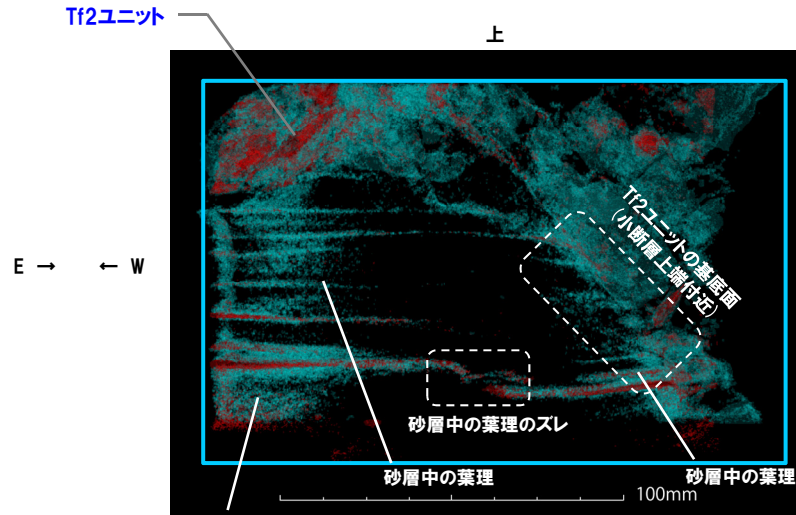 Tf2ユニット
上
E → ← W
Tf2ユニットの基底面
(小断層上端付近)
砂層中の葉理のズレ
砂層中の葉理
砂層中の葉理
100mm